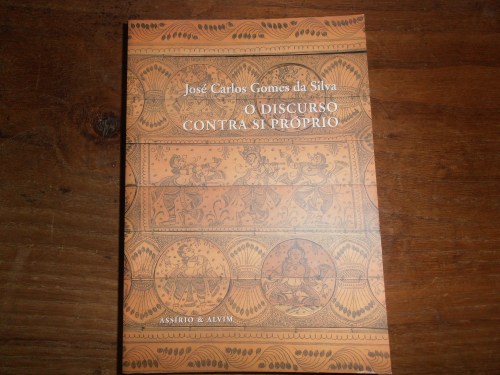 José Carlos Gomes da Silva
O DISCURSO
CONTRA SI PRÓPRIO
ASSÍRIO & ALVIM